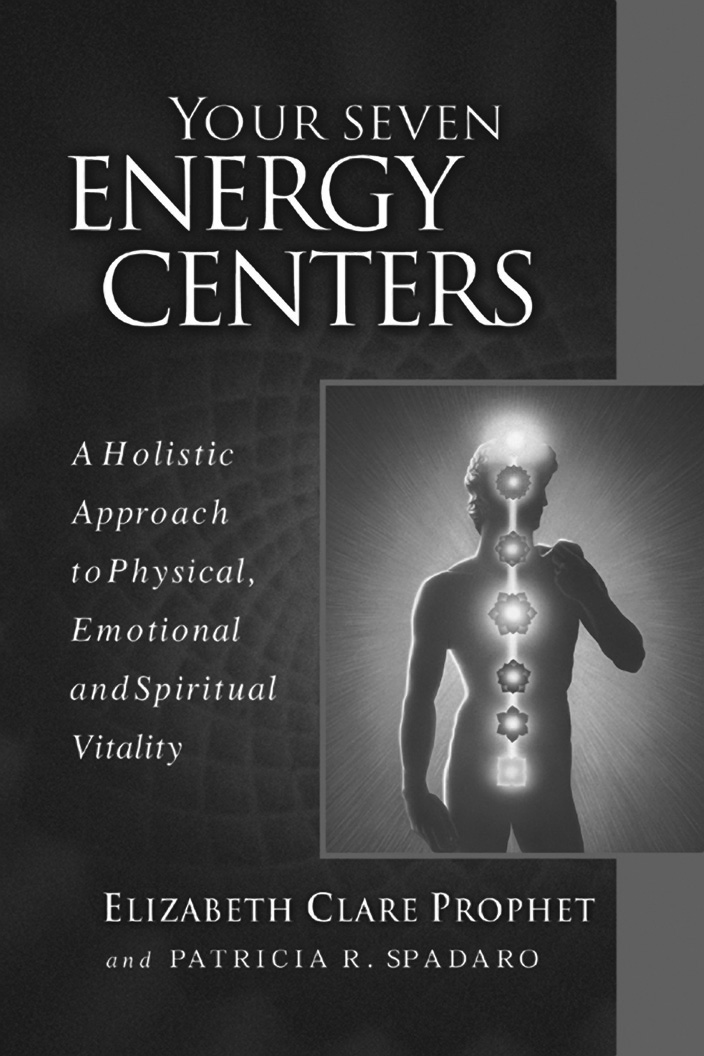 YOUR SEVEN
ENERGY
CENTERS
A Holistic
Approach
to Physical,
Emotional
and Spiritual
Vitality
ELIZABETH CLARE PROPHET
and PATRICIA R. SPADARO